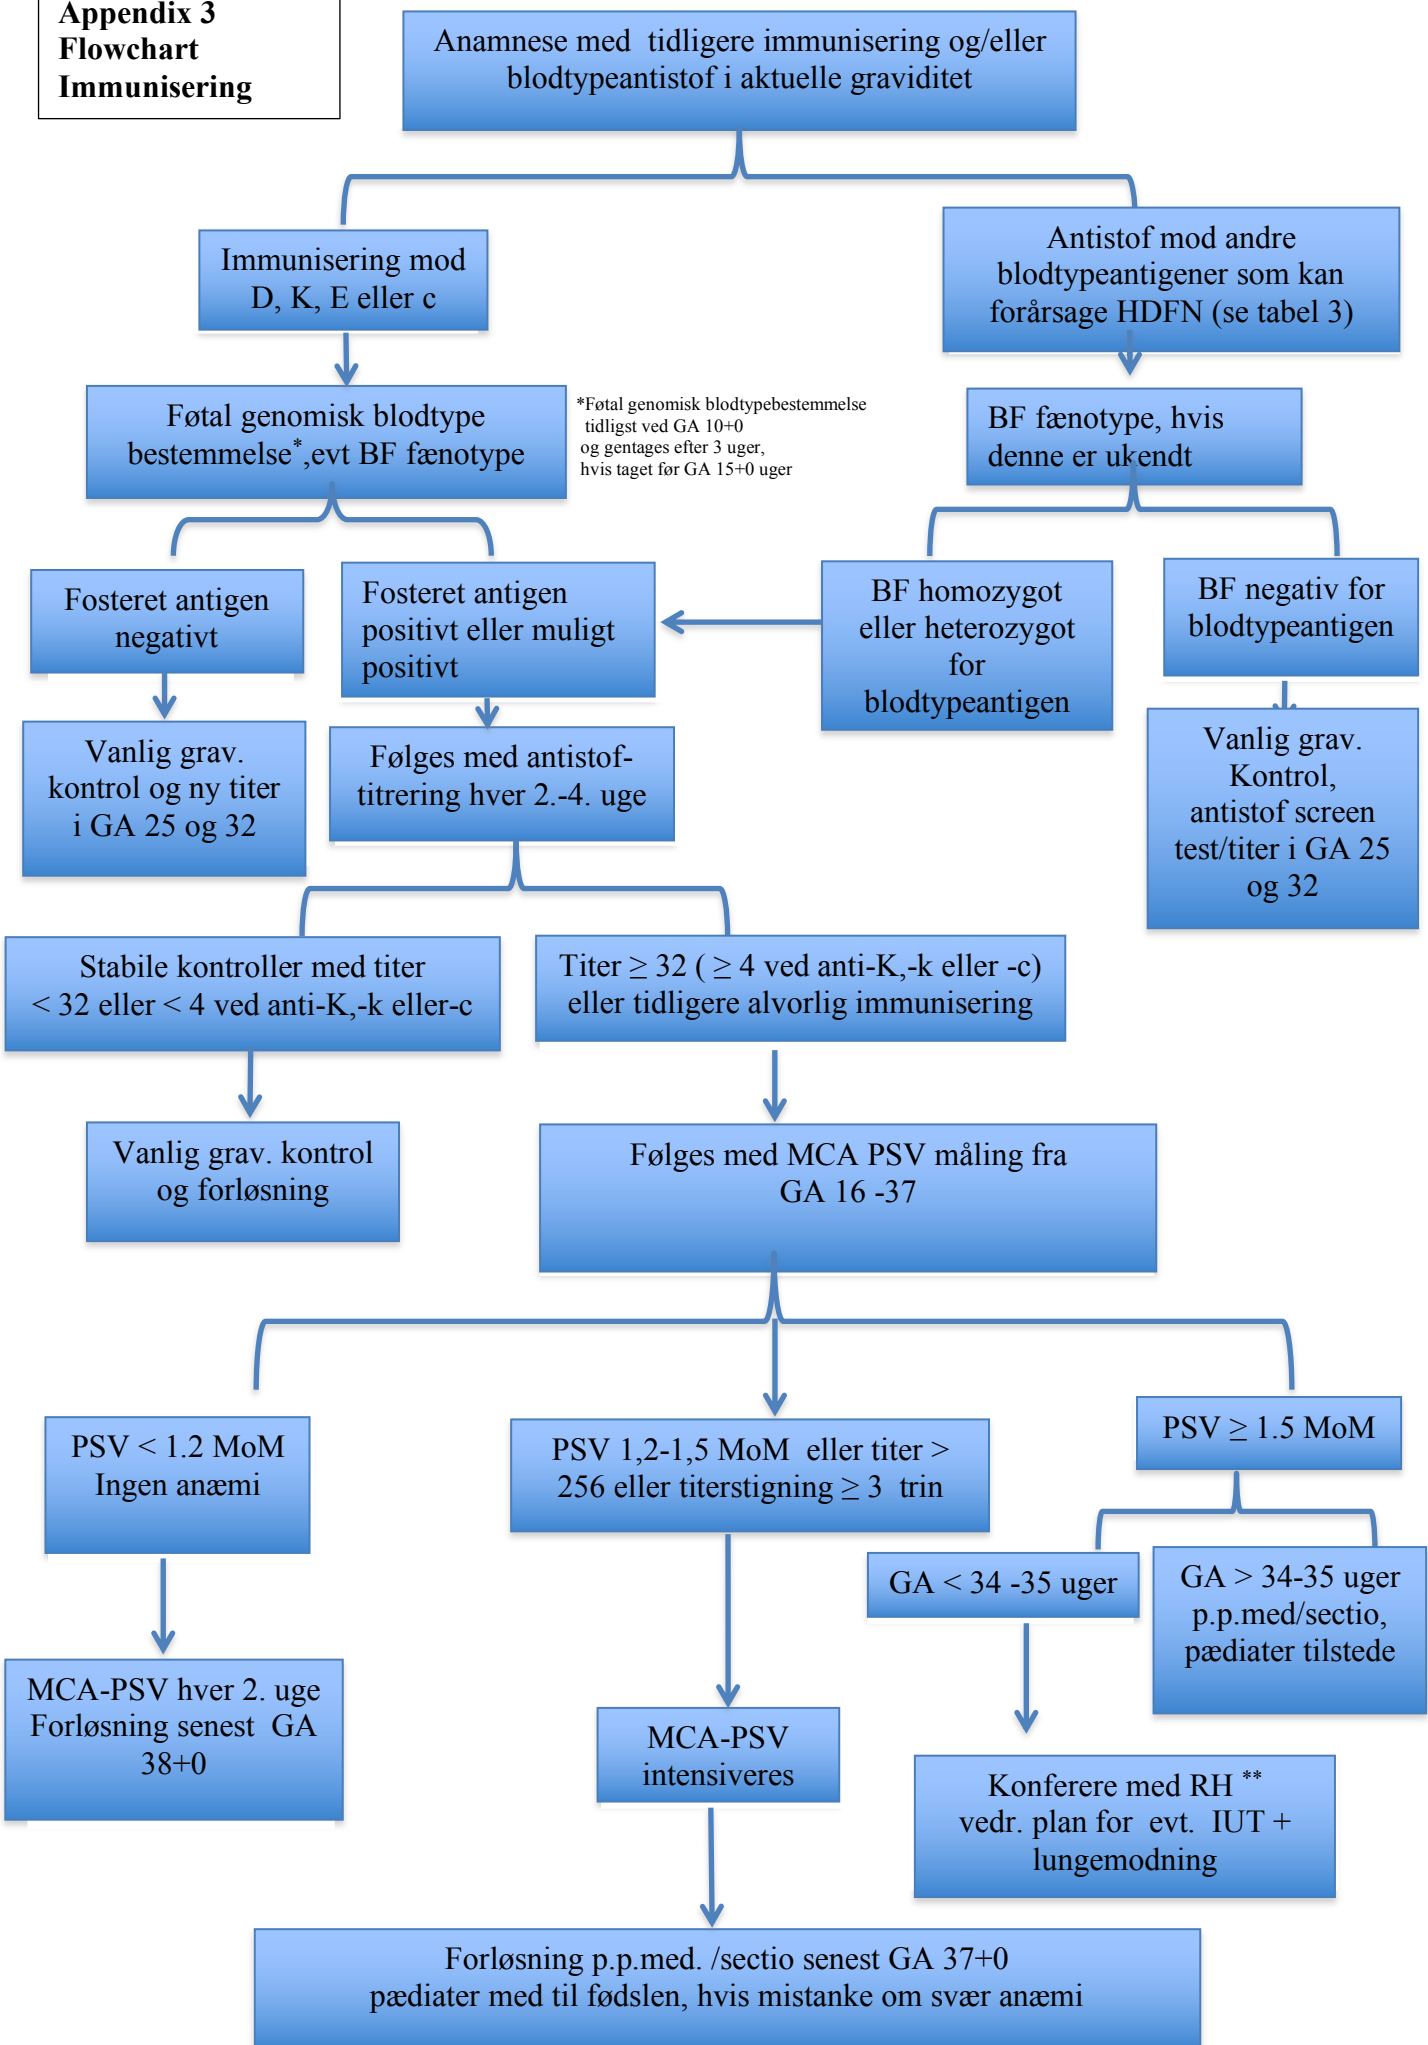 Appendix 3
Flowchart
Immunisering
Anamnese med tidligere immunisering og/eller
blodtypeantistof i aktuelle graviditet
Immunisering mod
D, K, E eller c
Antistof mod andre
blodtypeantigener som kan
forårsage HDFN (se tabel 3)
Føtal genomisk blodtype
bestemmelse*,evt BF fænotype
*Føtal genomisk blodtypebestemmelse
tidligst ved GA 10+0
og gentages efter 3 uger,
hvis taget før GA 15+0 uger
BF fænotype, hvis
denne er ukendt
Fosteret antigen
negativt
Fosteret antigen
positivt eller muligt
positivt
BF homozygot
eller heterozygot
for
blodtypeantigen
BF negativ for
blodtypeantigen
Vanlig grav.
kontrol og ny titer
i GA 25 og 32
Følges med antistof-
titrering hver 2.-4. uge
Vanlig grav.
Kontrol,
antistof screen
test/titer i GA 25
og 32
Stabile kontroller med titer
< 32 eller < 4 ved anti-K,-k eller-c
Titer ≥ 32 ( ≥ 4 ved anti-K,-k eller -c)
eller tidligere alvorlig immunisering
Vanlig grav. kontrol
og forløsning
Følges med MCA PSV måling fra
GA 16 -37
PSV < 1.2 MoM
Ingen anæmi
PSV 1,2-1,5 MoM eller titer >
256 eller titerstigning ≥ 3 trin
PSV ≥ 1.5 MoM
GA < 34 -35 uger
GA > 34-35 uger
p.p.med/sectio,
pædiater tilstede
MCA-PSV hver 2. uge
Forløsning senest GA
38+0
MCA-PSV
intensiveres
Konferere med RH **
vedr. plan for evt. IUT +
lungemodning
Forløsning p.p.med. /sectio senest GA 37+0
pædiater med til fødslen, hvis mistanke om svær anæmi